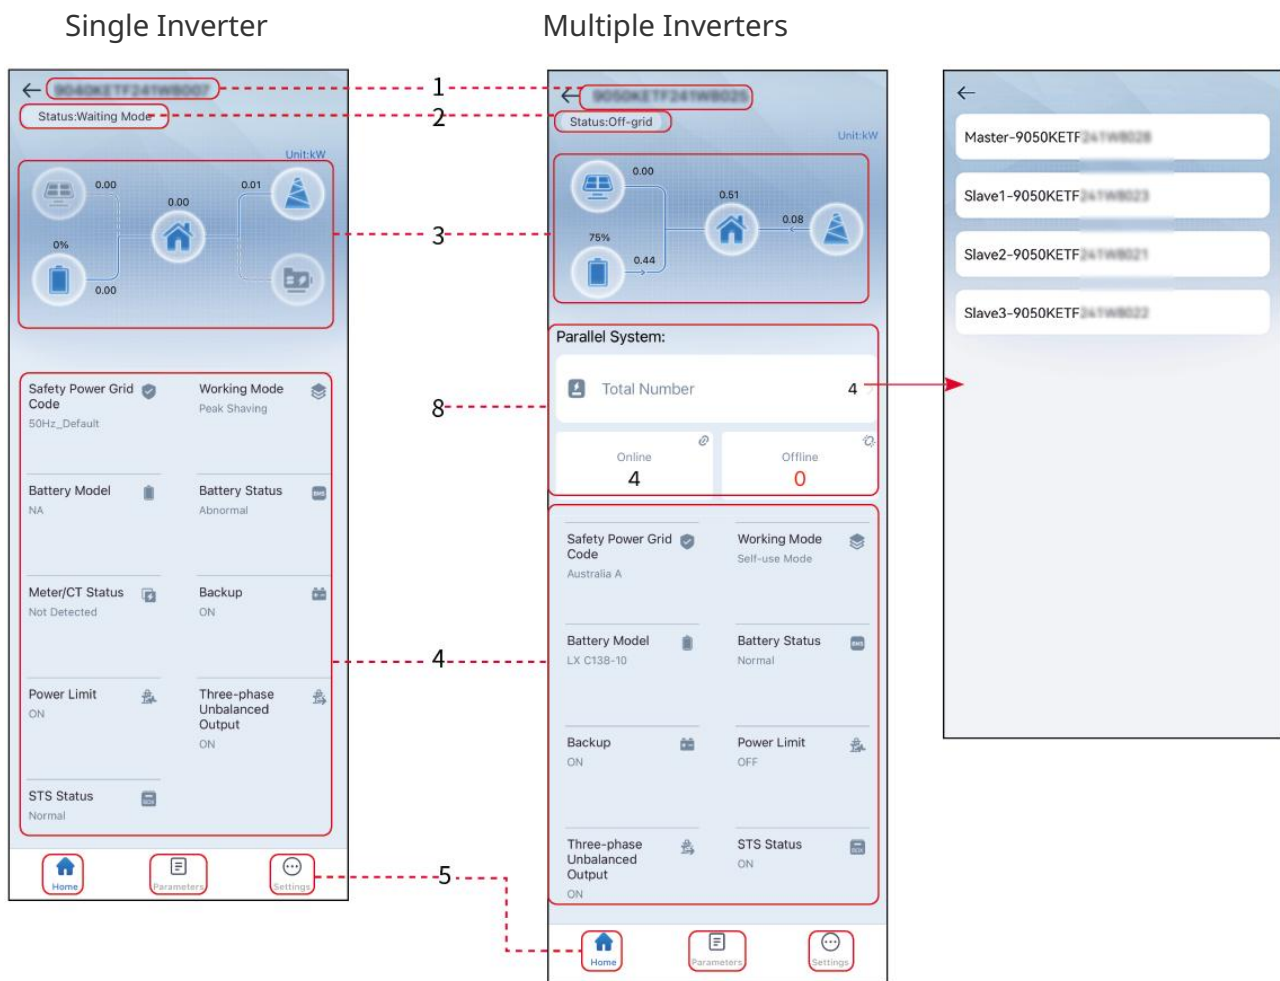 Single Inverter
Multiple Inverters
1
2
3
8
4
5
Status:Waiting Mode
Unit:kW
0.00
0.01
0.00
0%
0.00
Safety Power Grid
Code
50Hz_Default
Working Mode
Peak Shaving
Battery Model
NA
Battery Status
Abnormal
Meter/CT Status
Not Detected
Backup
ON
Power Limit
ON
Three-phase
Unbalanced
Output
ON
STS Status
Normal
Home
Parameters
Settings
Status:Off-grid
Unit:kW
0.00
0.51
0.08
75%
0.44
Parallel System:
Total Number
4
Online
4
Offline
0
Safety Power Grid
Code
Australia A
Working Mode
Self-use Mode
Battery Model
LX C138-10
Battery Status
Normal
Backup
ON
Power Limit
OFF
Three-phase
Unbalanced
Output
ON
STS Status
ON
Home
Parameters
Settings
Master-9050KETF
Slave1-9050KETF
Slave2-9050KETF
Slave3-9050KETF